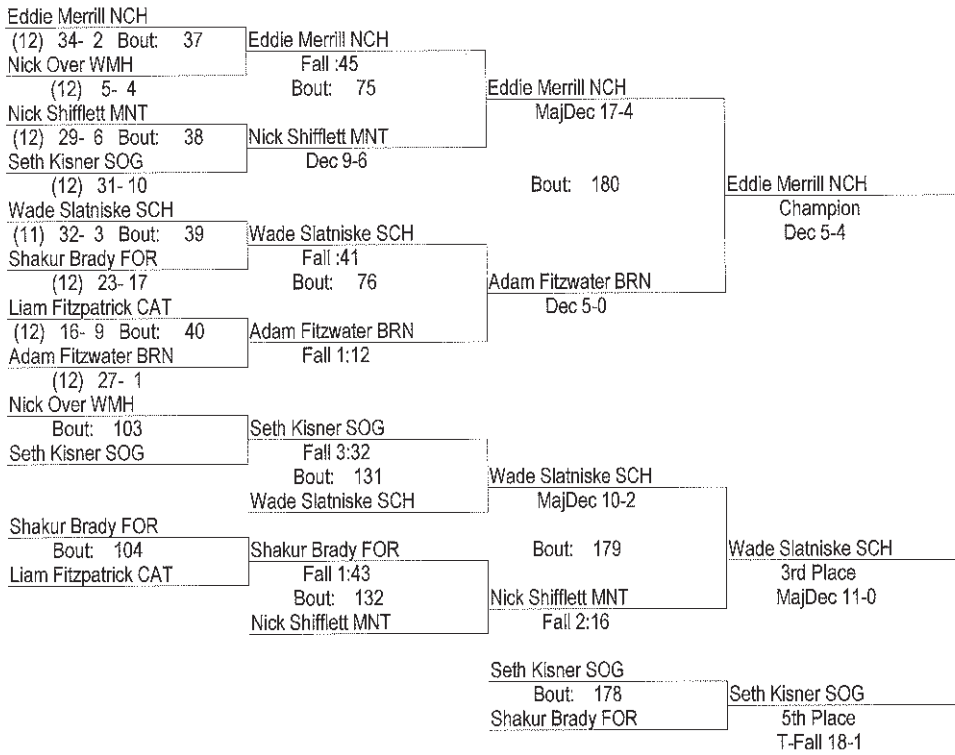 Eddie Merrill NCH
(12) 34- 2 Bout: 37
Nick Over WMH
(12) 5- 4
Nick Shifflett MNT
(12) 29- 6 Bout: 38
Seth Kisner SOG
(12) 31- 10
Wade Slatniske SCH
(11) 32- 3 Bout: 39
Shakur Brady FOR
(12) 23- 17
Liam Fitzpatrick CAT
(12) 16- 9 Bout: 40
Adam Fitzwater BRN
(12) 27- 1
Eddie Merrill NCH
Fall :45
Bout: 75
Nick Shifflett MNT
Dec 9-6
Wade Slatniske SCH
Fall :41
Bout: 76
Adam Fitzwater BRN
Fall 1:12
Eddie Merrill NCH
MajDec 17-4
Bout: 180
Adam Fitzwater BRN
Dec 5-0
Eddie Merrill NCH
Champion
Dec 5-4
Nick Over WMH
Bout: 103
Seth Kisner SOG
Shakur Brady FOR
Bout: 104
Liam Fitzpatrick CAT
Seth Kisner SOG
Fall 3:32
Bout: 131
Wade Slatniske SCH
Shakur Brady FOR
Fall 1:43
Bout: 132
Nick Shifflett MNT
Wade Slatniske SCH
MajDec 10-2
Bout: 179
Nick Shifflett MNT
Fall 2:16
Wade Slatniske SCH
3rd Place
MajDec 11-0
Seth Kisner SOG
Bout: 178
Shakur Brady FOR
Seth Kisner SOG
5th Place
T-Fall 18-1